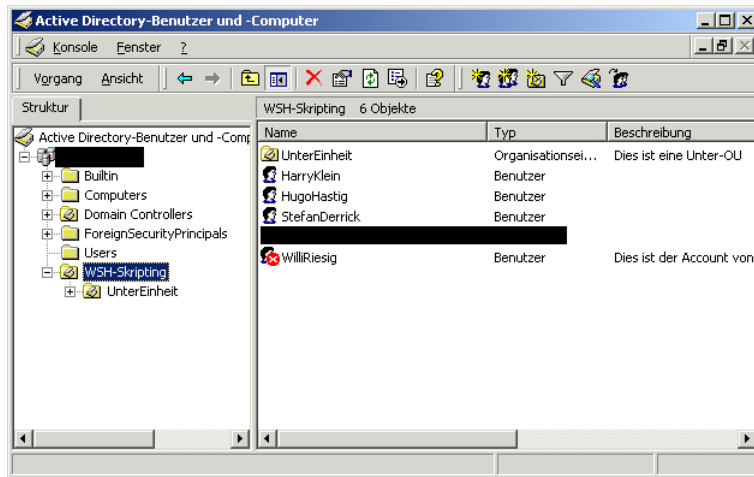 Active Directory-Benutzer und -Computer
Konsole Fenster ?
Vorgang Ansicht
Struktur
WSH-Skripting 6 Objekte
Active Directory-Benutzer und -Comp
Name Typ Beschreibung
UnterEinheit Organisationsei... Dies ist eine Unter-OU
Builtin
HarryKlein Benutzer
Computers
HugoHastig Benutzer
Domain Controllers
StefanDerrick Benutzer
ForeignSecurityPrincipals
Users
WilliRiesig Benutzer Dies ist der Account von
WSH-Skripting
UnterEinheit